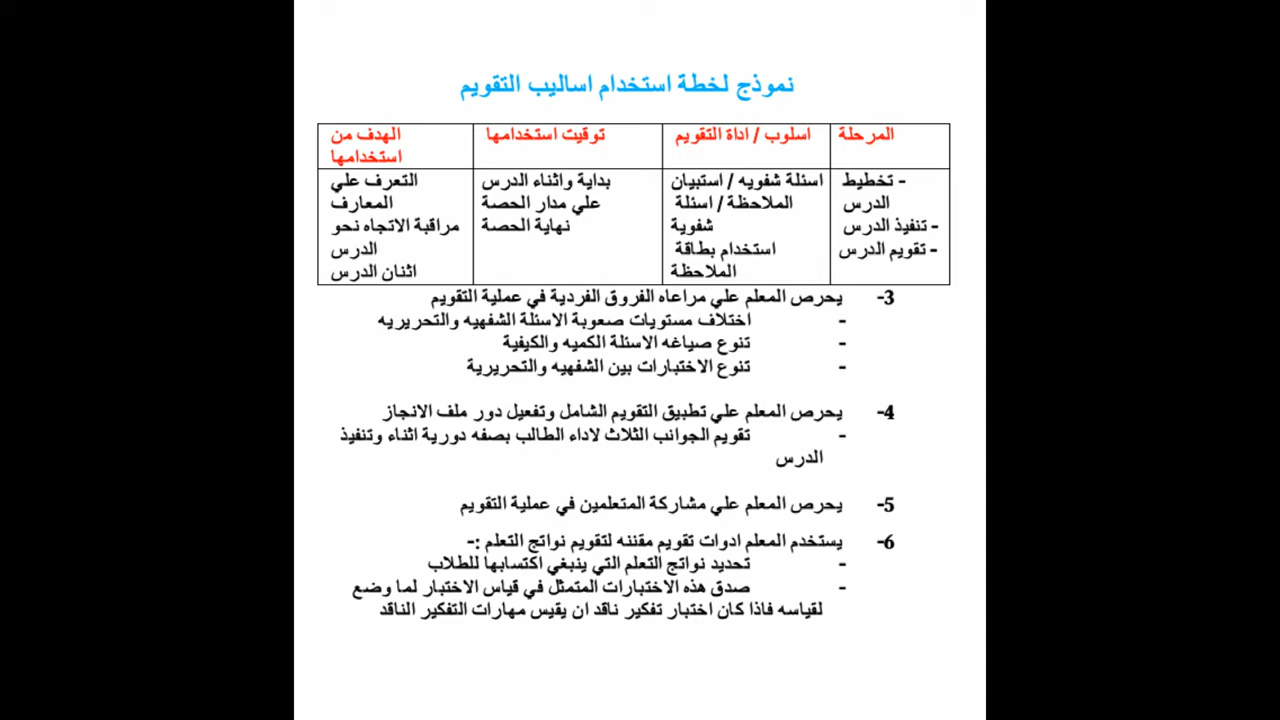 نموذج لخطة استخدام اساليب التقويم
المرحلة اسلوب / اداة التقويم توقيت استخدامها الهدف من استخدامها
- تخطيط الدرس
- تنفيذ الدرس
- تقويم الدرس
اسئلة شفويه / استبيان
الملاحظة / اسئلة
شفوية
استخدام بطاقة
الملاحظة
بداية واثناء الدرس
علي مدار الحصة
نهاية الحصة
التعرف علي
المعارف
مراقبة الاتجاه نحو
الدرس
اثنان الدرس
3- يحرص المعلم علي مراعاه الفروق الفردية في عملية التقويم
- اختلاف مستويات صعوبة الاسئلة الشفهيه والتحريريه
- تنوع صياغه الاسئلة الكميه والكيفية
- تنوع الاختبارات بين الشفهيه والتحريرية
4- يحرص المعلم علي تطبيق التقويم الشامل وتفعيل دور ملف الانجاز
- تقويم الجوانب الثلاث لاداء الطالب بصفه دورية اثناء وتنفيذ
الدرس
5- يحرص المعلم علي مشاركة المتعلمين في عملية التقويم
6- يستخدم المعلم ادوات تقويم مقننه لتقويم نواتج التعلم :-
- تحديد نواتج التعلم التي ينبغي اكتسابها للطلاب
- صدق هذه الاختبارات المتمثل في قياس الاختبار لما وضع
لقياسه فاذا كان اختبار تفكير ناقد ان يقيس مهارات التفكير الناقد